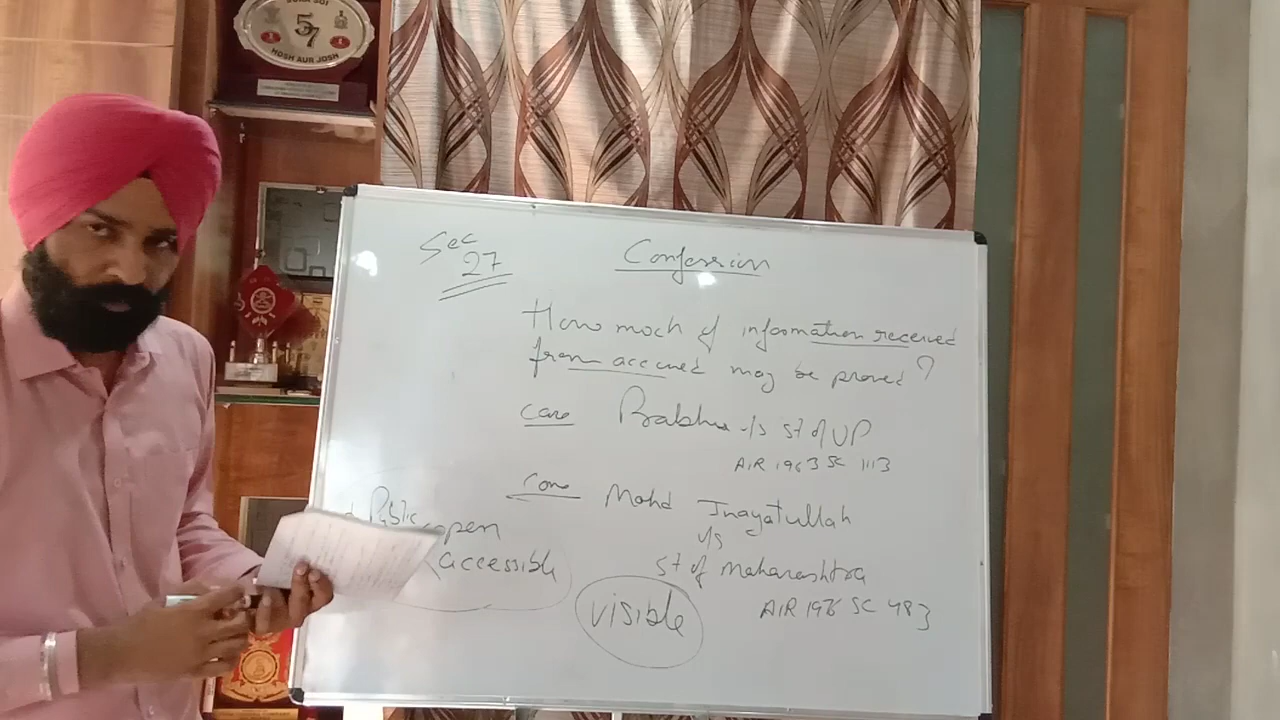 57
HOSH AUR JOSH
Sec
27
Confession
How much of information received
from accused may be proved?
case Prabhu v/s st of UP
AIR 1963 SC 1113
Case Mohd Inayatullah
v/s
st of Maharashtra
AIR 1976 SC 483
Public open
accessible
visible